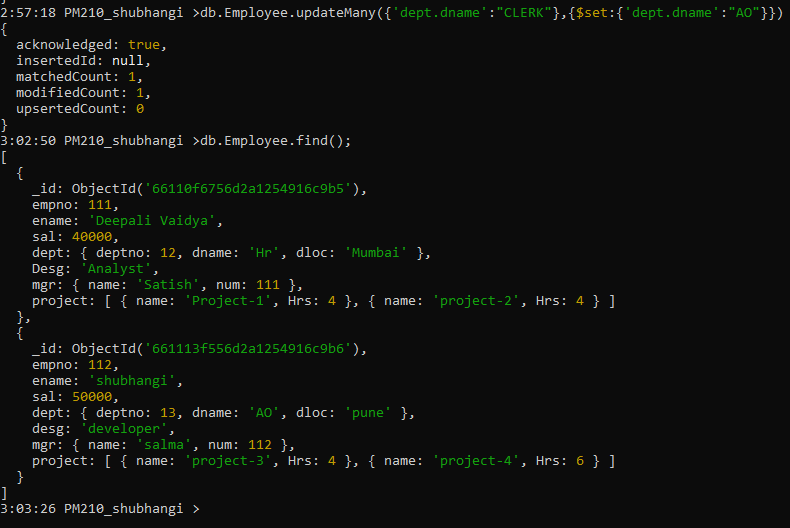 2:57:18 PM210_shubhangi >db.Employee.updateMany({'dept.dname':"CLERK"},{$set:{'dept.dname':"AO"}})
{
  acknowledged: true,
  insertedId: null,
  matchedCount: 1,
  modifiedCount: 1,
  upsertedCount: 0
}
3:02:50 PM210_shubhangi >db.Employee.find();
[
  {
    _id: ObjectId('66110f6756d2a1254916c9b5'),
    empno: 111,
    ename: 'Deepali Vaidya',
    sal: 40000,
    dept: { deptno: 12, dname: 'Hr', dloc: 'Mumbai' },
    Desg: 'Analyst',
    mgr: { name: 'Satish', num: 111 },
    project: [ { name: 'Project-1', Hrs: 4 }, { name: 'project-2', Hrs: 4 } ]
  },
  {
    _id: ObjectId('661113f556d2a1254916c9b6'),
    empno: 112,
    ename: 'shubhangi',
    sal: 50000,
    dept: { deptno: 13, dname: 'AO', dloc: 'pune' },
    desg: 'developer',
    mgr: { name: 'salma', num: 112 },
    project: [ { name: 'project-3', Hrs: 4 }, { name: 'project-4', Hrs: 6 } ]
  }
]
3:03:26 PM210_shubhangi >